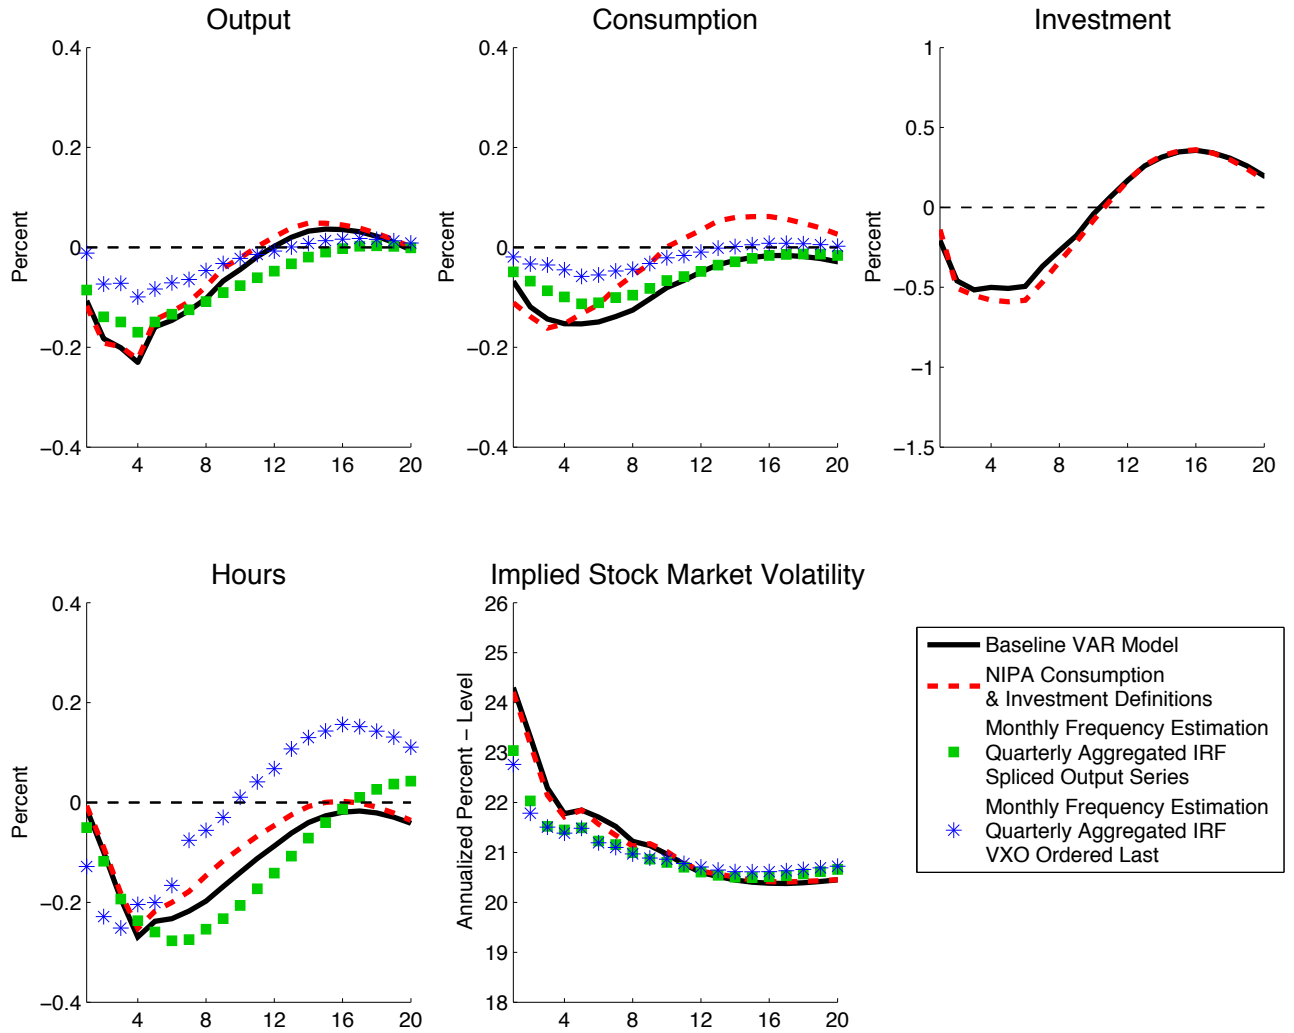 Output
Percent
0.4
0.2
0
−0.2
−0.4
4 8 12 16 20
Consumption
Percent
0.4
0.2
0
−0.2
−0.4
4 8 12 16 20
Investment
Percent
1
0.5
0
−0.5
−1
−1.5
4 8 12 16 20
Hours
Percent
0.4
0.2
0
−0.2
−0.4
4 8 12 16 20
Implied Stock Market Volatility
Annualized Percent − Level
26
25
24
23
22
21
20
19
18
4 8 12 16 20
Baseline VAR Model
NIPA Consumption
& Investment Definitions
Monthly Frequency Estimation
Quarterly Aggregated IRF
Spliced Output Series
Monthly Frequency Estimation
Quarterly Aggregated IRF
VXO Ordered Last